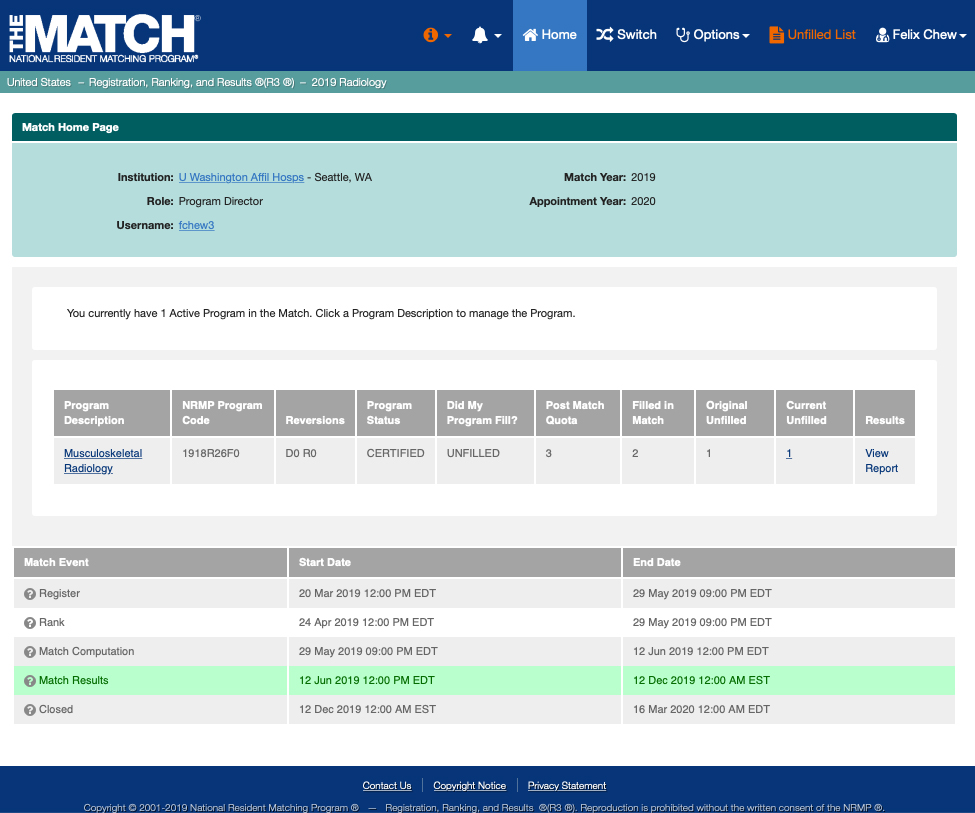 THE MATCH®
NATIONAL RESIDENT MATCHING PROGRAM®
Home Switch Options Unfilled List Felix Chew
United States – Registration, Ranking, and Results ®(R3 ®) – 2019 Radiology
Match Home Page
Institution: U Washington Affil Hosps - Seattle, WA Match Year: 2019
Role: Program Director Appointment Year: 2020
Username: fchew3
You currently have 1 Active Program in the Match. Click a Program Description to manage the Program.
Program Description NRMP Program Code Reversions Program Status Did My Program Fill? Post Match Quota Filled in Match Original Unfilled Current Unfilled Results
Musculoskeletal Radiology 1918R26F0 D0 R0 CERTIFIED UNFILLED 3 2 1 1 View Report
Match Event Start Date End Date
Register 20 Mar 2019 12:00 PM EDT 29 May 2019 09:00 PM EDT
Rank 24 Apr 2019 12:00 PM EDT 29 May 2019 09:00 PM EDT
Match Computation 29 May 2019 09:00 PM EDT 12 Jun 2019 12:00 PM EDT
Match Results 12 Jun 2019 12:00 PM EDT 12 Dec 2019 12:00 AM EST
Closed 12 Dec 2019 12:00 AM EST 16 Mar 2020 12:00 AM EDT
Contact Us Copyright Notice Privacy Statement
Copyright © 2001-2019 National Resident Matching Program ® — Registration, Ranking, and Results ®(R3 ®). Reproduction is prohibited without the written consent of the NRMP ®.